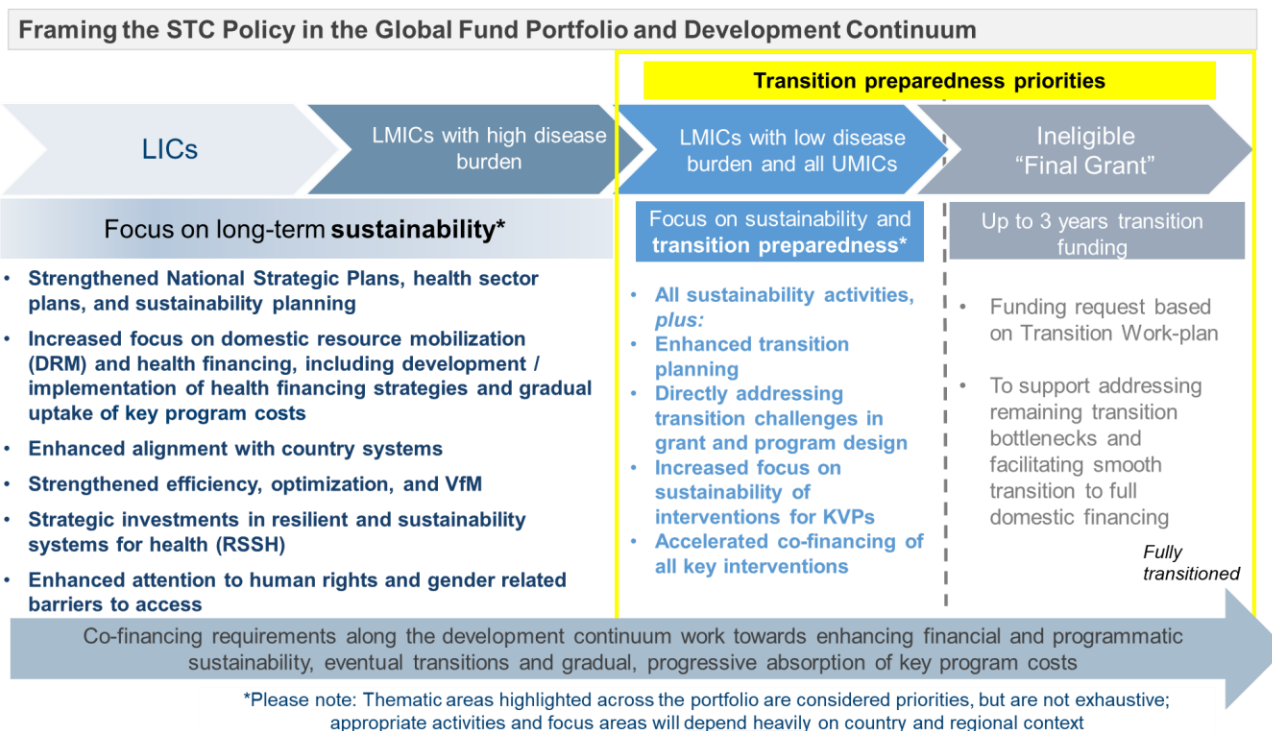 Framing the STC Policy in the Global Fund Portfolio and Development Continuum
Transition preparedness priorities
LICs
LMICs with high disease
burden
LMICs with low disease
burden and all UMICs
Ineligible
“Final Grant”
Focus on long-term sustainability*
• Strengthened National Strategic Plans, health sector
plans, and sustainability planning
• Increased focus on domestic resource mobilization
(DRM) and health financing, including development /
implementation of health financing strategies and gradual
uptake of key program costs
• Enhanced alignment with country systems
• Strengthened efficiency, optimization, and VfM
• Strategic investments in resilient and sustainability
systems for health (RSSH)
• Enhanced attention to human rights and gender related
barriers to access
Focus on sustainability and
transition preparedness*
• All sustainability activities,
plus:
• Enhanced transition
planning
• Directly addressing
transition challenges in
grant and program design
• Increased focus on
sustainability of
interventions for KVPs
• Accelerated co-financing of
all key interventions
Up to 3 years transition
funding
• Funding request based
on Transition Work-plan
• To support addressing
remaining transition
bottlenecks and
facilitating smooth
transition to full
domestic financing
Fully
transitioned
Co-financing requirements along the development continuum work towards enhancing financial and programmatic
sustainability, eventual transitions and gradual, progressive absorption of key program costs
*Please note: Thematic areas highlighted across the portfolio are considered priorities, but are not exhaustive;
appropriate activities and focus areas will depend heavily on country and regional context